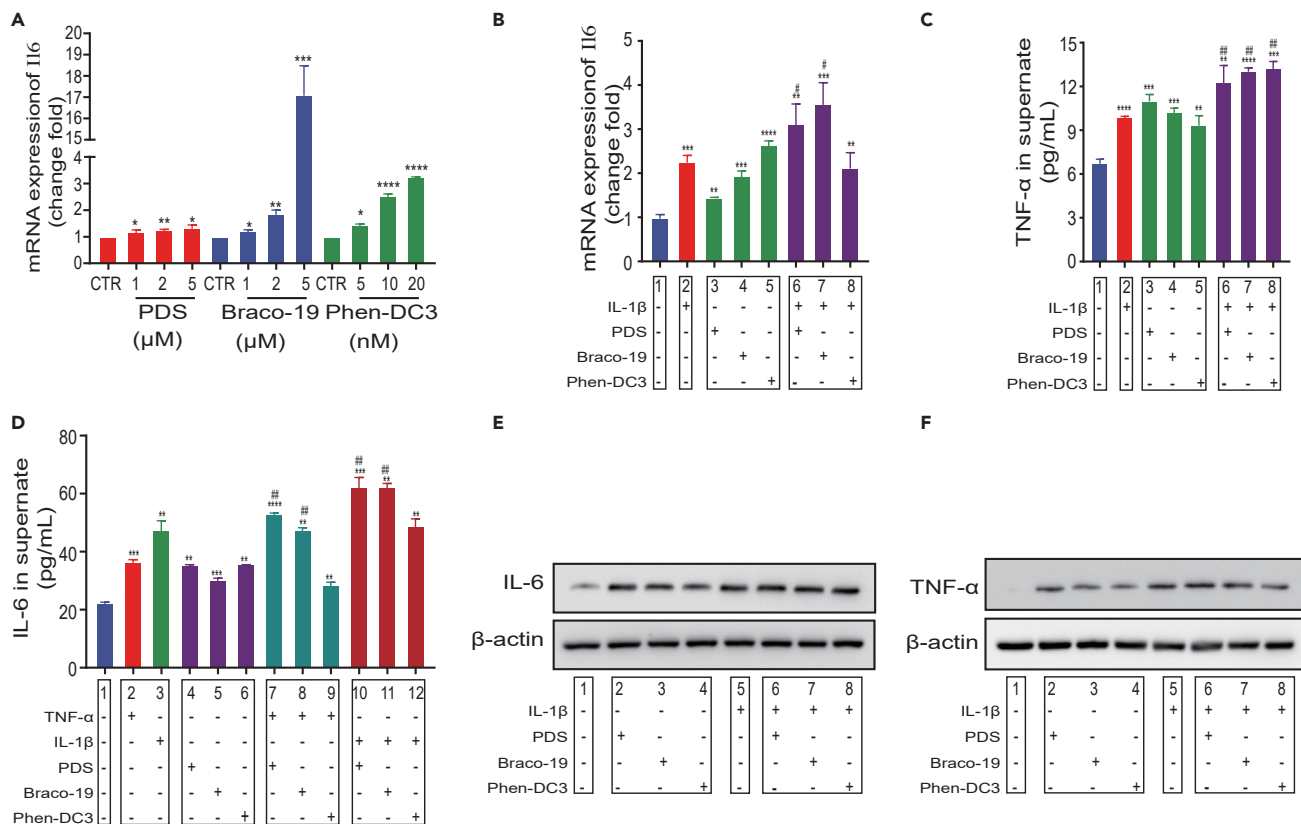 A
mRNA expressionof Il6
(change fold)
20
19
18
17
16
15
4
3
2
1
0
* ** * * ** *** * **** ****
CTR 1 2 5 CTR 1 2 5 CTR 5 10 20
PDS Braco-19 Phen-DC3
(µM) (µM) (nM)
B
mRNA expressionof Il6
(change fold)
5
4
3
2
1
0
# #
*** ** *** **** ** *** **
1 2 3 4 5 6 7 8
IL-1β - + - - - + + +
PDS - - + - - + - -
Braco-19 - - - + - - + -
Phen-DC3 - - - - + - - +
C
TNF-α in supernate
(pg/mL)
15
12
9
6
3
0
## ## ##
**** *** *** ** ** **** ***
1 2 3 4 5 6 7 8
IL-1β - + - - - + + +
PDS - - + - - + - -
Braco-19 - - - + - - + -
Phen-DC3 - - - - + - - +
D
IL-6 in supernate
(pg/mL)
80
60
40
20
0
## ## ## ##
*** ** ** *** ** **** ** ** *** ** **
1 2 3 4 5 6 7 8 9 10 11 12
TNF-α - + - - - - + + + - - -
IL-1β - - + - - - - - - + + +
PDS - - - + - - + - - + - -
Braco-19 - - - - + - - + - - + -
Phen-DC3 - - - - - + - - + - - +
E
IL-6
β-actin
1 2 3 4 5 6 7 8
IL-1β - - - - + + + +
PDS - + - - - + - -
Braco-19 - - + - - - + -
Phen-DC3 - - - + - - - +
F
TNF-α
β-actin
1 2 3 4 5 6 7 8
IL-1β - - - - + + + +
PDS - + - - - + - -
Braco-19 - - + - - - + -
Phen-DC3 - - - + - - - +